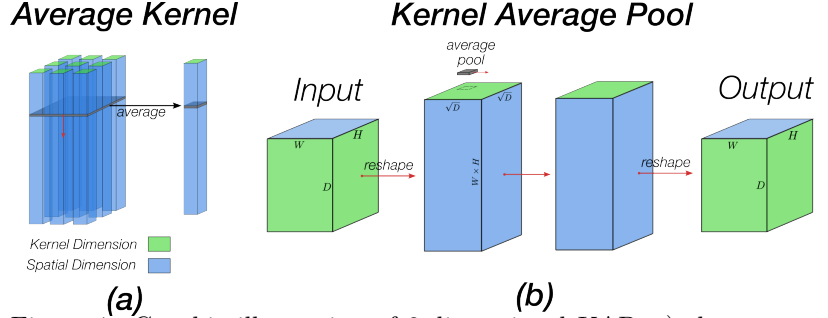 Average Kernel
Kernel Average Pool
average
pool
Input
Output
√D
√D
W
H
D
W × H
W
H
D
average
reshape
reshape
Kernel Dimension
Spatial Dimension
(a)
(b)